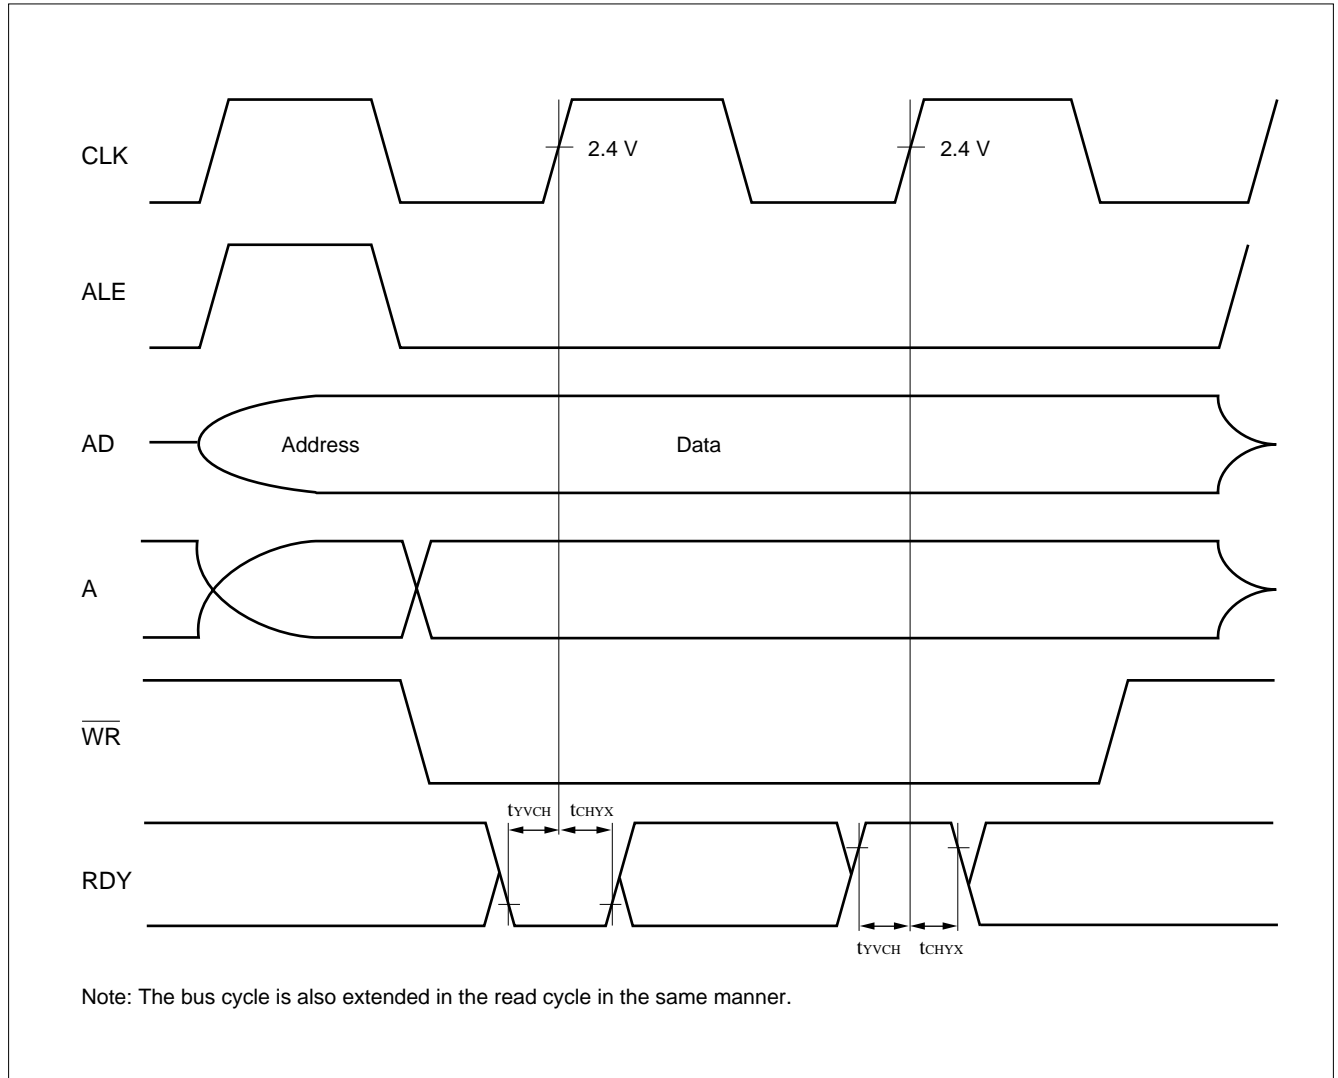 CLK
2.4 V
2.4 V
ALE
AD
Address
Data
A
W̅R̅
tYVCH
tCHYX
RDY
tYVCH
tCHYX
Note: The bus cycle is also extended in the read cycle in the same manner.